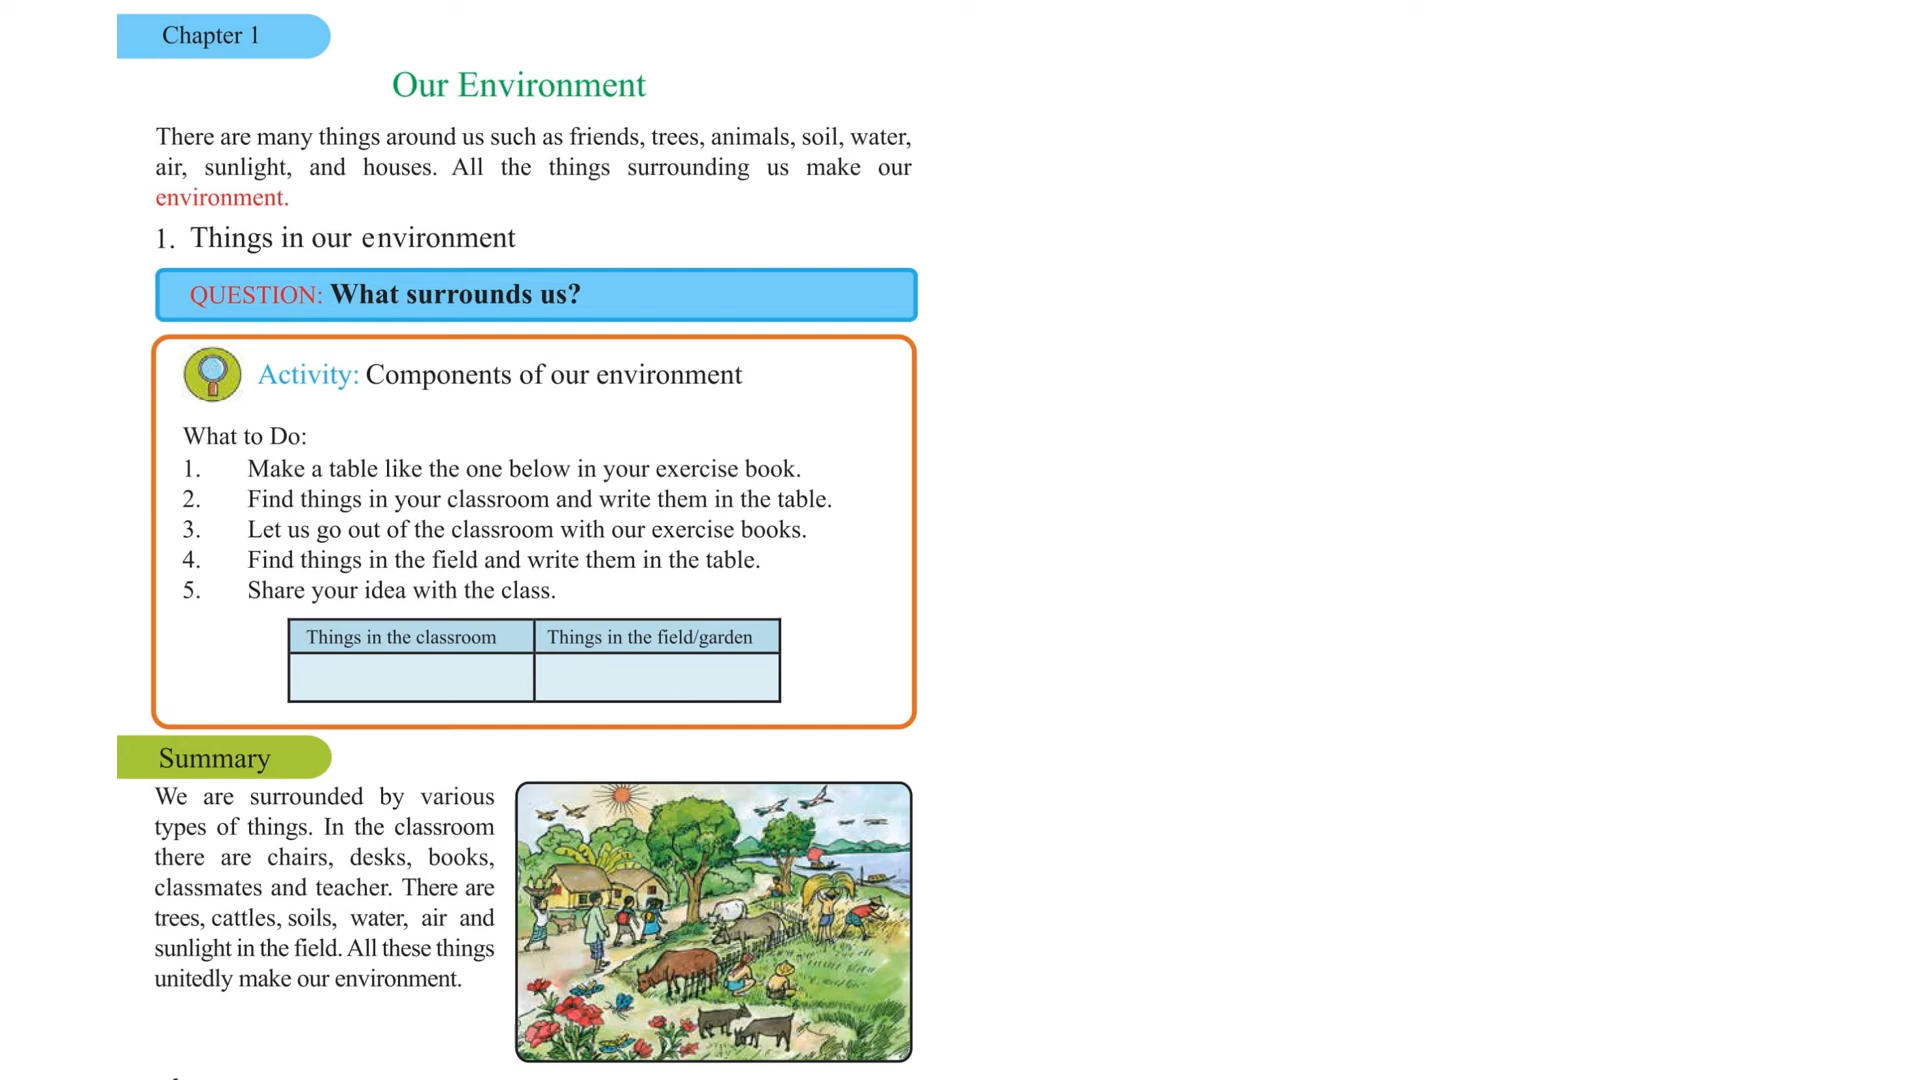 Chapter 1
Our Environment
There are many things around us such as friends, trees, animals, soil, water,
air, sunlight, and houses. All the things surrounding us make our
environment.
1. Things in our environment
QUESTION: What surrounds us?
Activity: Components of our environment
What to Do:
1. Make a table like the one below in your exercise book.
2. Find things in your classroom and write them in the table.
3. Let us go out of the classroom with our exercise books.
4. Find things in the field and write them in the table.
5. Share your idea with the class.
Things in the classroom Things in the field/garden
Summary
We are surrounded by various
types of things. In the classroom
there are chairs, desks, books,
classmates and teacher. There are
trees, cattles, soils, water, air and
sunlight in the field. All these things
unitedly make our environment.